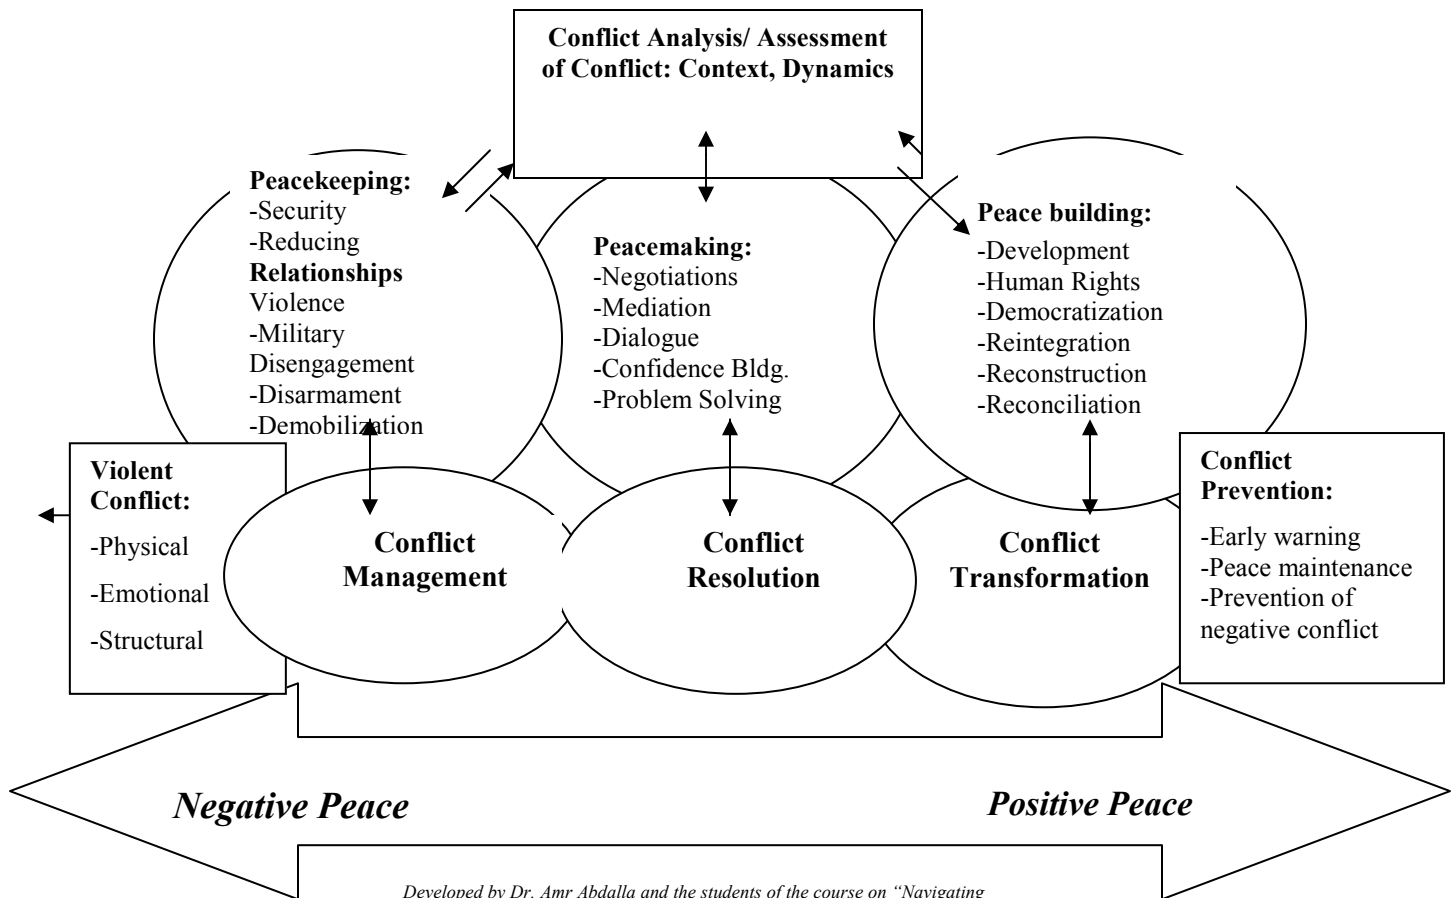 Conflict Analysis/ Assessment
of Conflict: Context, Dynamics
Peacekeeping:
-Security
-Reducing
Relationships
Violence
-Military
Disengagement
-Disarmament
-Demobilization
Peacemaking:
-Negotiations
-Mediation
-Dialogue
-Confidence Bldg.
-Problem Solving
Peace building:
-Development
-Human Rights
-Democratization
-Reintegration
-Reconstruction
-Reconciliation
Violent
Conflict:
-Physical
-Emotional
-Structural
Conflict
Management
Conflict
Resolution
Conflict
Transformation
Conflict
Prevention:
-Early warning
-Peace maintenance
-Prevention of
negative conflict
Negative Peace
Positive Peace
Developed by Dr. Amr Abdalla and the students of the course on “Navigating